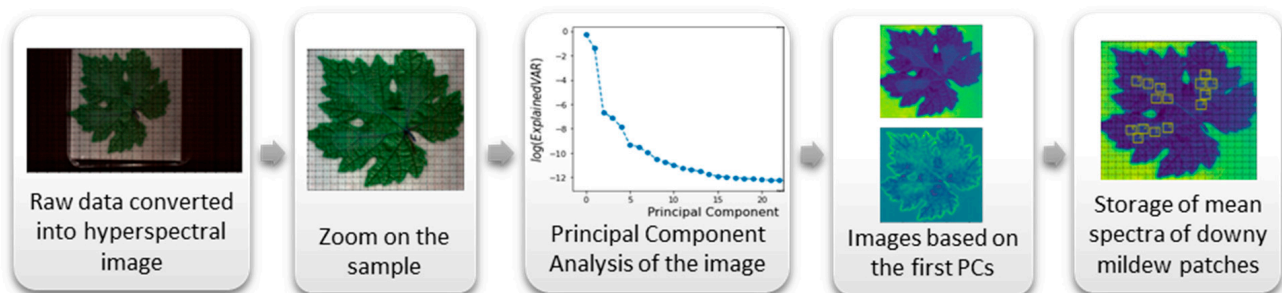 Raw data converted
into hyperspectral
image
Zoom on the
sample
log(ExplainedVAR)
0
−2
−4
−6
−8
−10
−12
0 5 10 15 20
Principal Component
Principal Component
Analysis of the image
Images based on
the first PCs
Storage of mean
spectra of downy
mildew patches